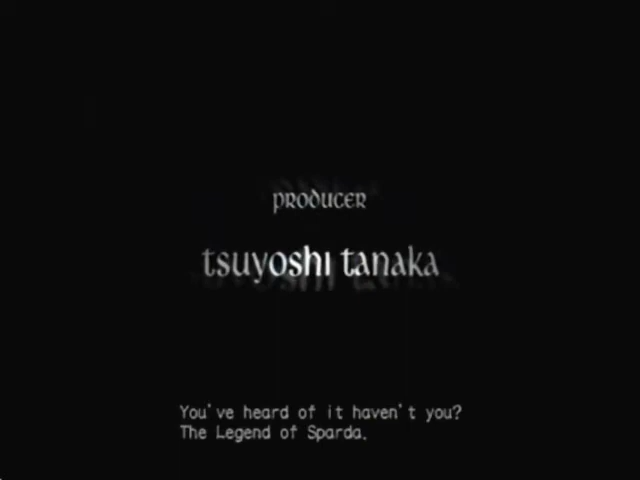 PRODUCER
tsuyoshi tanaka
You've heard of it haven't you?
The Legend of Sparda.